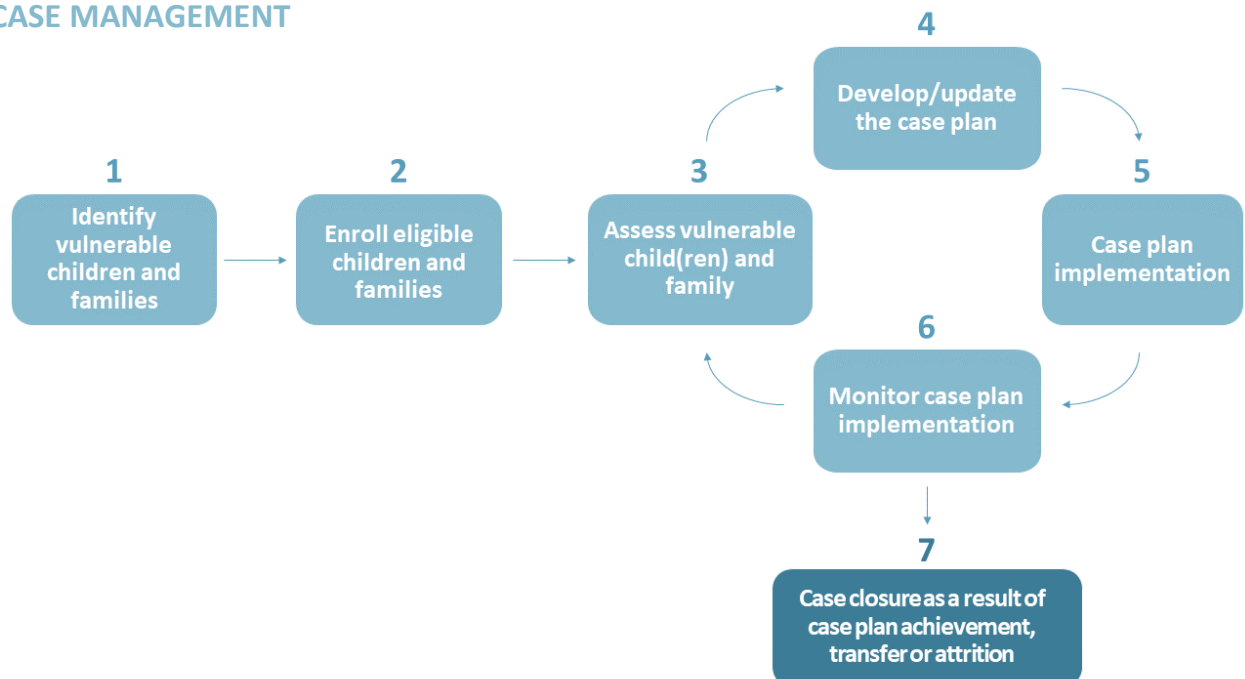 CASE MANAGEMENT
1
Identify
vulnerable
children and
families
2
Enroll eligible
children and
families
3
Assess vulnerable
child(ren) and
family
4
Develop/update
the case plan
5
Case plan
implementation
6
Monitor case plan
implementation
7
Case closure as a result of
case plan achievement,
transfer or attrition